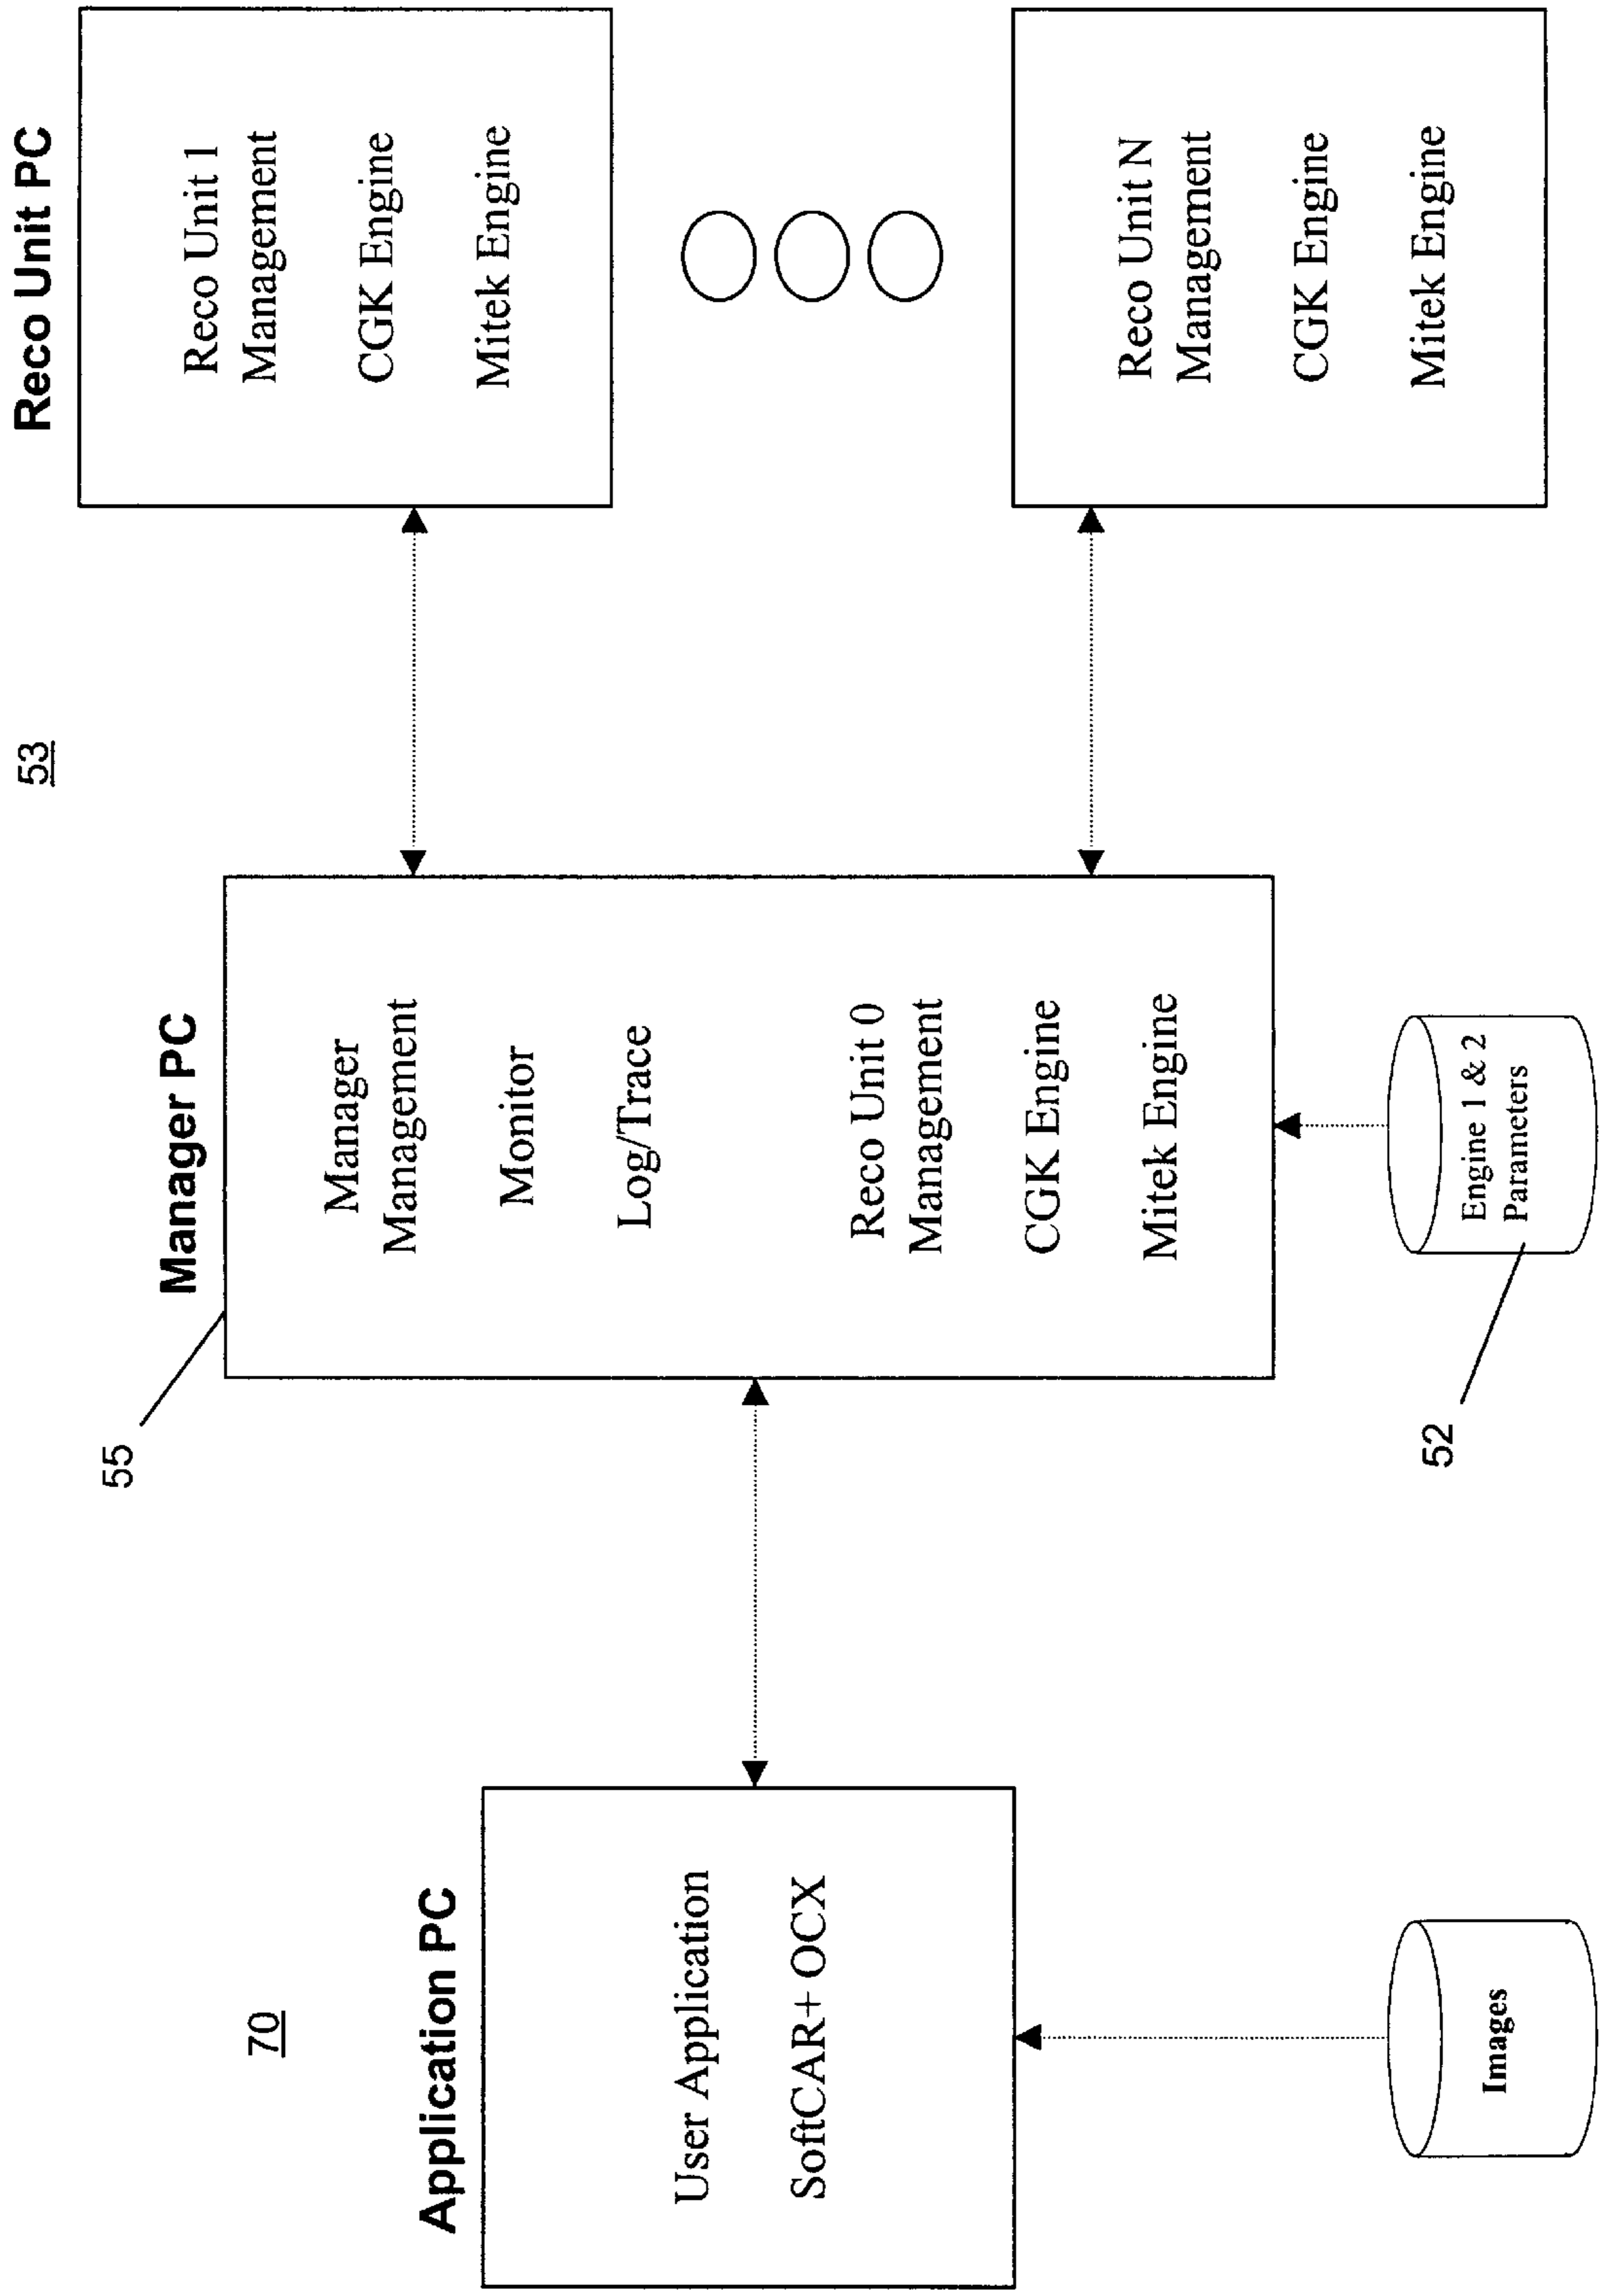 53
70
Application PC
User Application
SoftCAR+ OCX
Images
55
Manager PC
Manager
Management
Monitor
Log/Trace
Reco Unit 0
Management
CGK Engine
Mitek Engine
Engine 1 & 2
Parameters
52
Reco Unit PC
Reco Unit 1
Management
CGK Engine
Mitek Engine
Reco Unit N
Management
CGK Engine
Mitek Engine